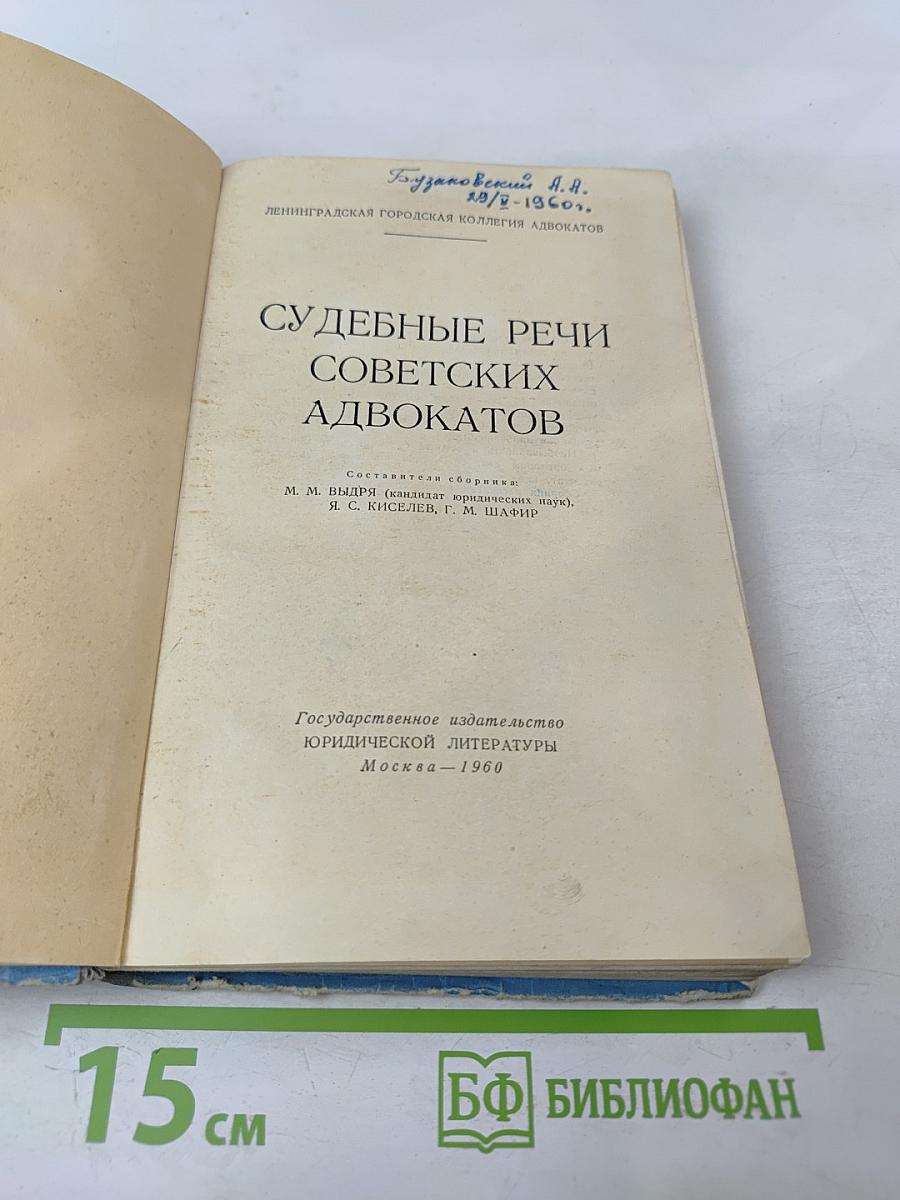 Бузаковский А.А.
29/V-1960г.
ЛЕНИНГРАДСКАЯ ГОРОДСКАЯ КОЛЛЕГИЯ АДВОКАТОВ
СУДЕБНЫЕ РЕЧИ
СОВЕТСКИХ
АДВОКАТОВ
Составители сборника:
М. М. ВЫДРЯ (кандидат юридических наук),
Я. С. КИСЕЛЕВ, Г. М. ШАФИР
Государственное издательство
ЮРИДИЧЕСКОЙ ЛИТЕРАТУРЫ
Москва—1960
15 см
БФ БИБЛИОФАН